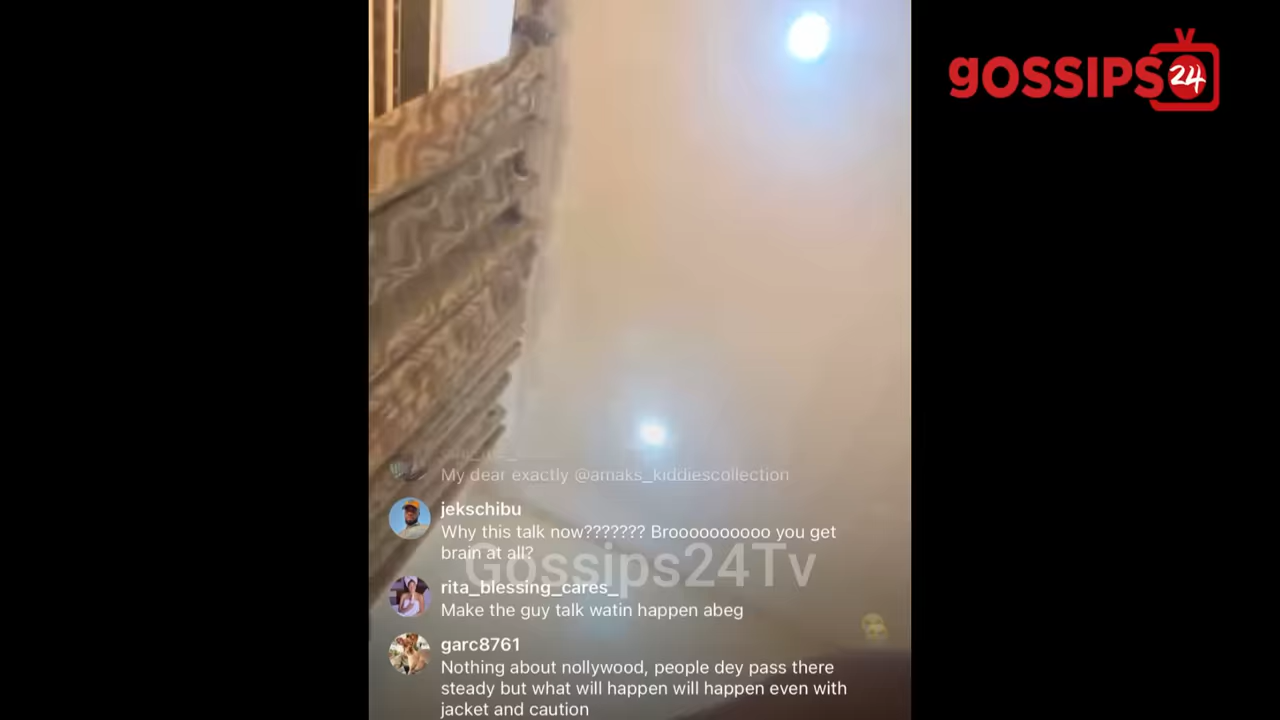 GOSSIPS 24
My dear exactly @amaks_kiddiescollection
jekschibu
Why this talk now??????? Broooooooooo you get
brain at all?
Gossips24Tv
rita_blessing_cares_
Make the guy talk watin happen abeg
garc8761
Nothing about nollywood, people dey pass there
steady but what will happen will happen even with
jacket and caution